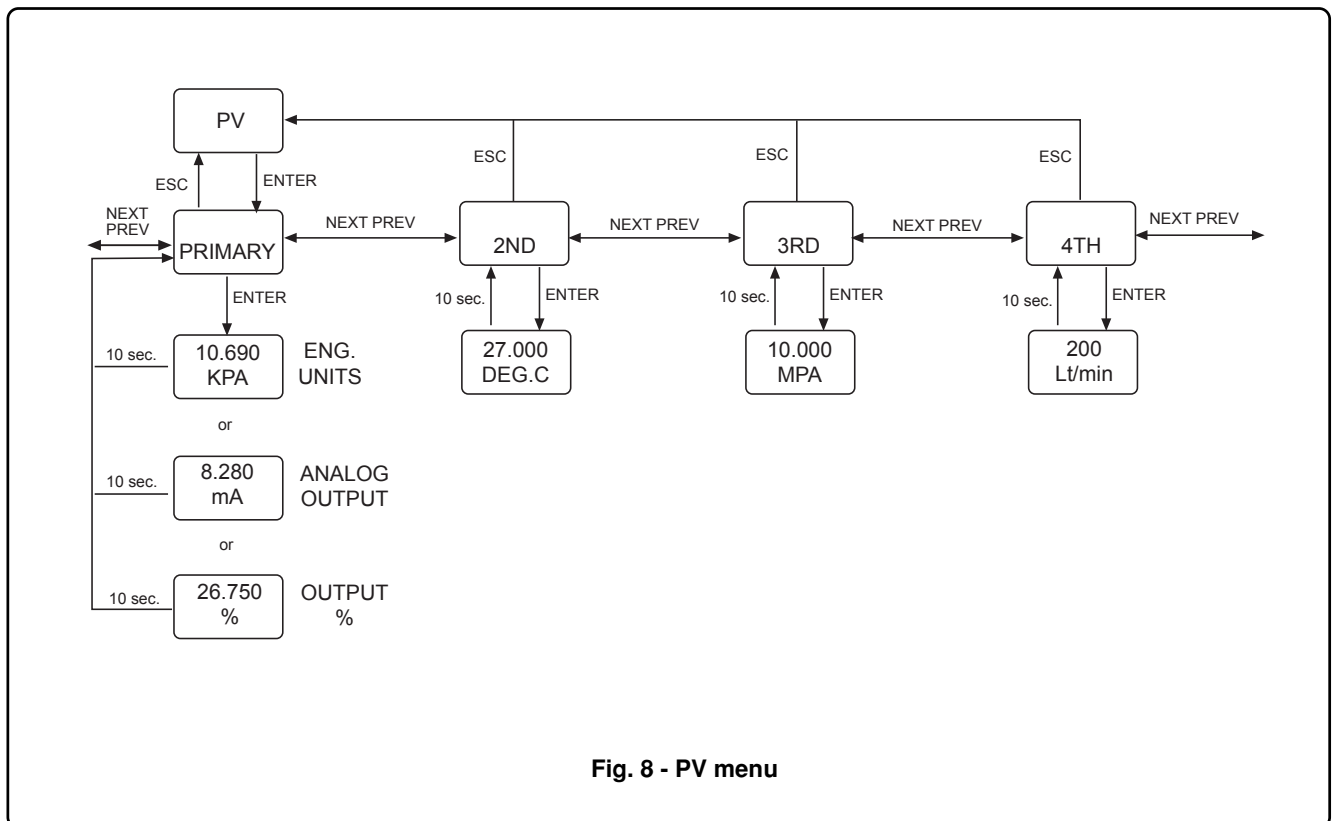 PV
ESC
ENTER
ESC
ESC
ESC
NEXT
PREV
PRIMARY
NEXT PREV
2ND
NEXT PREV
3RD
NEXT PREV
4TH
NEXT PREV
ENTER
10 sec.
ENTER
10 sec.
ENTER
10 sec.
ENTER
10 sec.
10.690
KPA
ENG.
UNITS
27.000
DEG.C
10.000
MPA
200
Lt/min
or
10 sec.
8.280
mA
ANALOG
OUTPUT
or
10 sec.
26.750
%
OUTPUT
%
Fig. 8 - PV menu